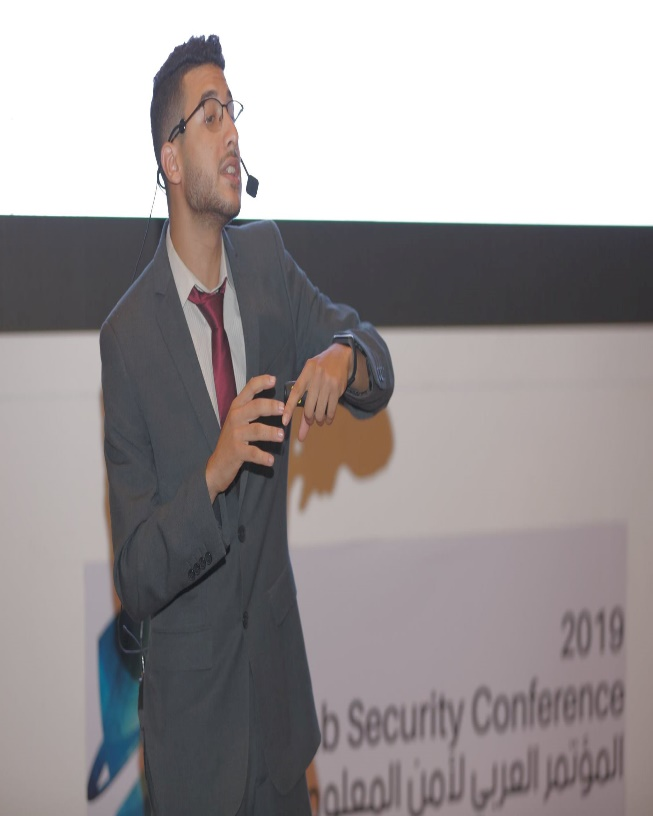 2019
b Security Conference
المؤتمر العربي لأمن المعلو